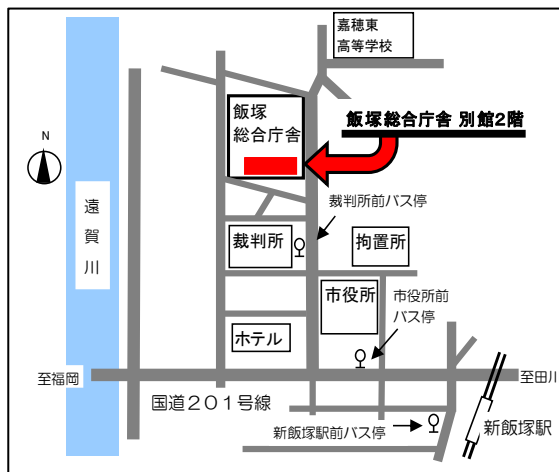 嘉穂東
高等学校
飯塚
総合庁舎
飯塚総合庁舎 別館2階
N
遠賀川
裁判所前バス停
裁判所
拘置所
市役所
市役所前
バス停
ホテル
至福岡
至田川
国道201号線
新飯塚駅前バス停
新飯塚駅